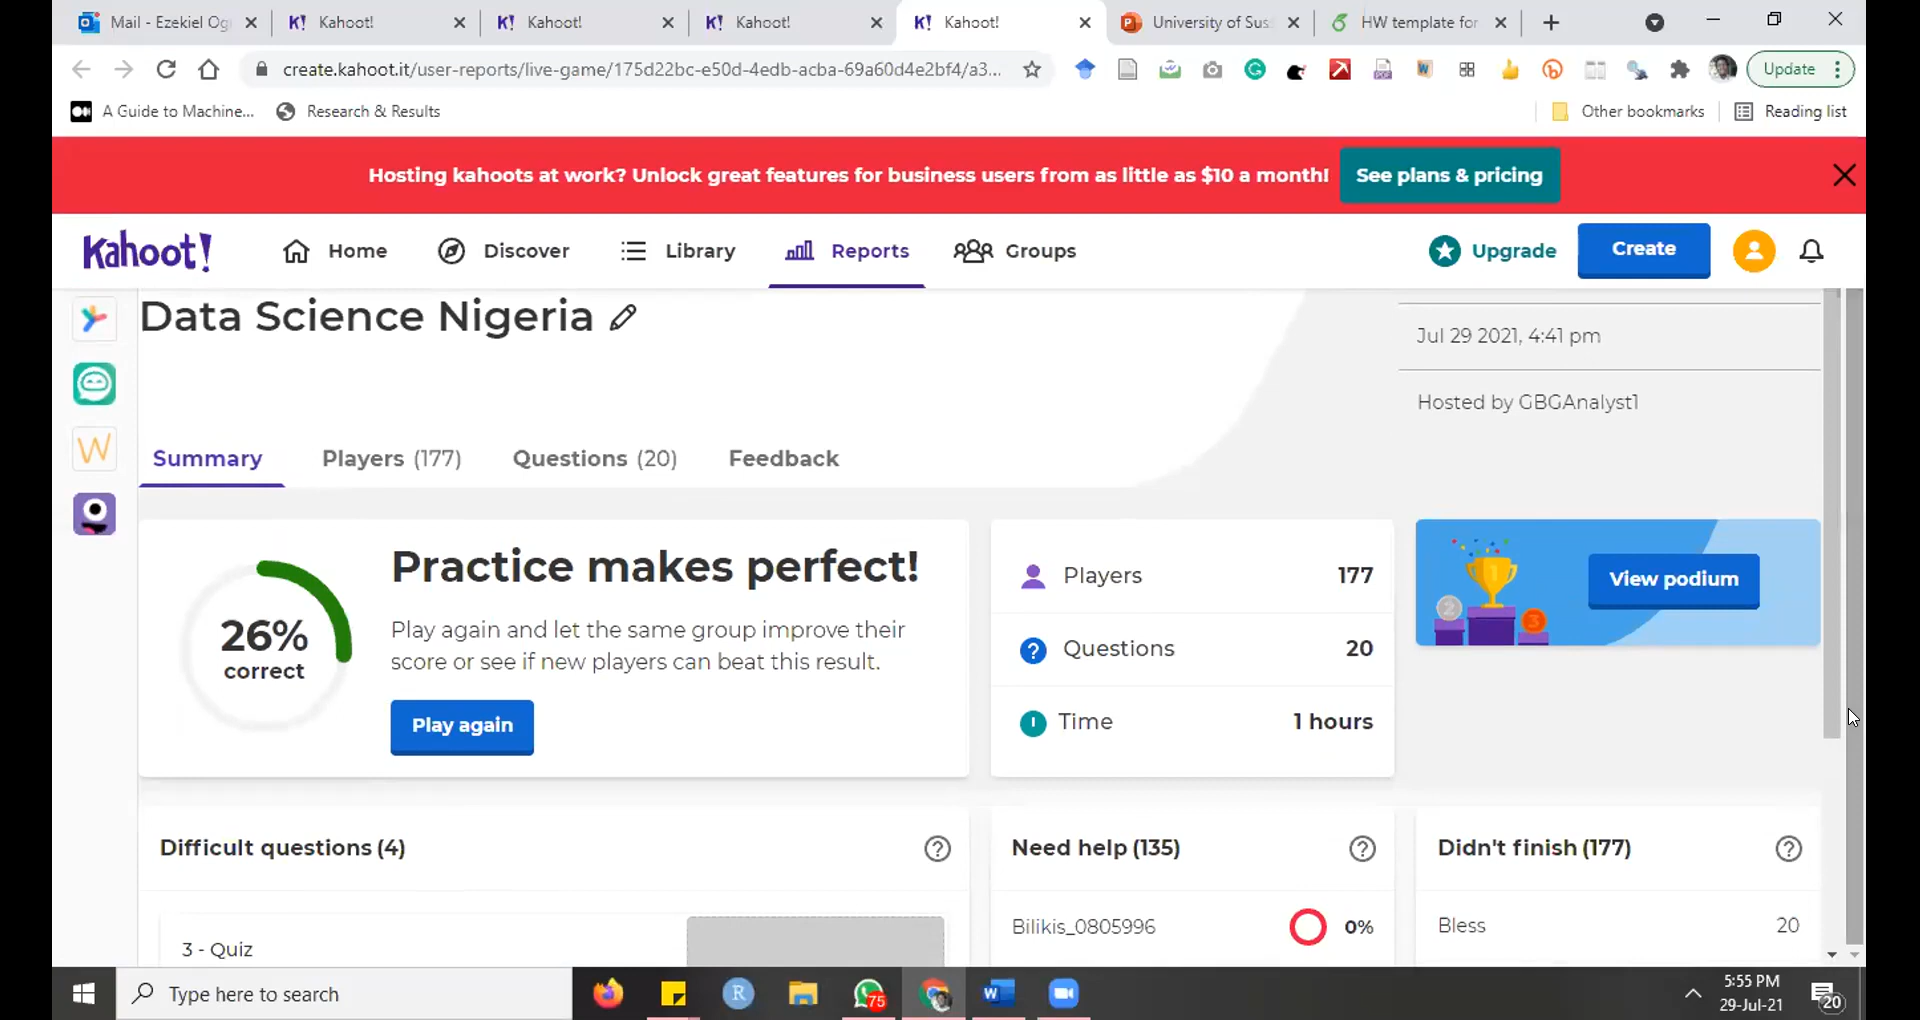 Mail - Ezekiel Og
Kahoot!
Kahoot!
Kahoot!
Kahoot!
University of Sus
HW template for
create.kahoot.it/user-reports/live-game/175d22bc-e50d-4edb-acba-69a60d4e2bf4/a3...
Update
A Guide to Machine...
Research & Results
Other bookmarks
Reading list
Hosting kahoots at work? Unlock great features for business users from as little as $10 a month!
See plans & pricing
Kahoot!
Home
Discover
Library
Reports
Groups
Upgrade
Create
Data Science Nigeria
Jul 29 2021, 4:41 pm
Hosted by GBGAnalyst1
Summary
Players (177)
Questions (20)
Feedback
26%
correct
Practice makes perfect!
Play again and let the same group improve their
score or see if new players can beat this result.
Play again
Players 177
Questions 20
Time 1 hours
View podium
Difficult questions (4)
3 - Quiz
Need help (135)
Bilikis_0805996 0%
Didn't finish (177)
Bless 20
Type here to search
75
5:55 PM
29-Jul-21
20